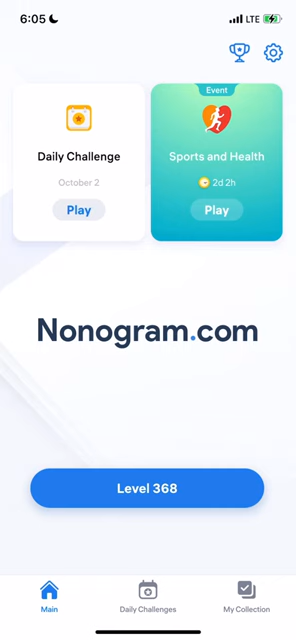 6:05
LTE
Event
Daily Challenge
October 2
Play
Sports and Health
2d 2h
Play
Nonogram.com
Level 368
Main
Daily Challenges
My Collection